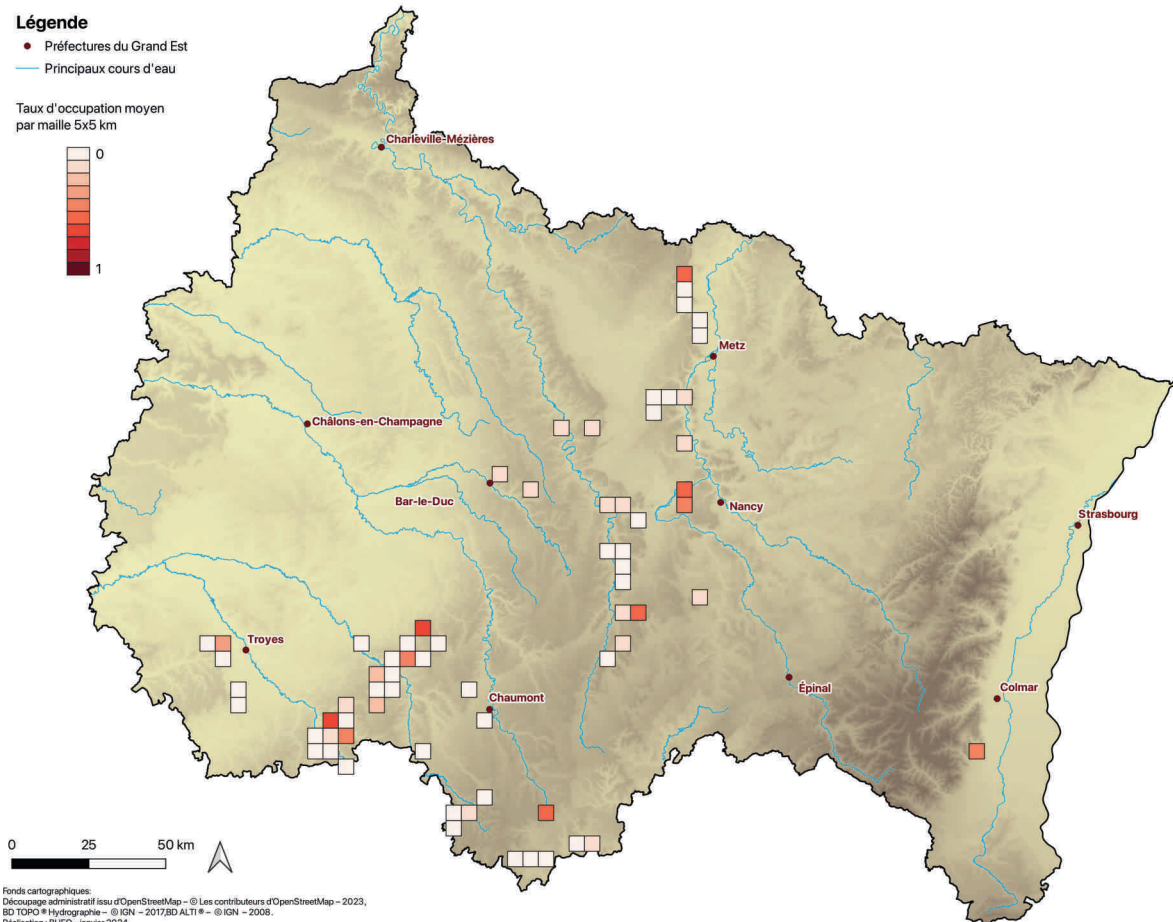 Légende
Préfectures du Grand Est
Principaux cours d'eau
Taux d'occupation moyen
par maille 5x5 km
0
1
Charleville-Mézières
Metz
Châlons-en-Champagne
Bar-le-Duc
Nancy
Strasbourg
Troyes
Épinal
Colmar
Chaumont
0 25 50 km
Fonds cartographiques:
Découpage administratif issu d'OpenStreetMap – © Les contributeurs d'OpenStreetMap – 2023,
BD TOPO ® Hydrographie – © IGN – 2017,BD ALTI ® – © IGN – 2008.